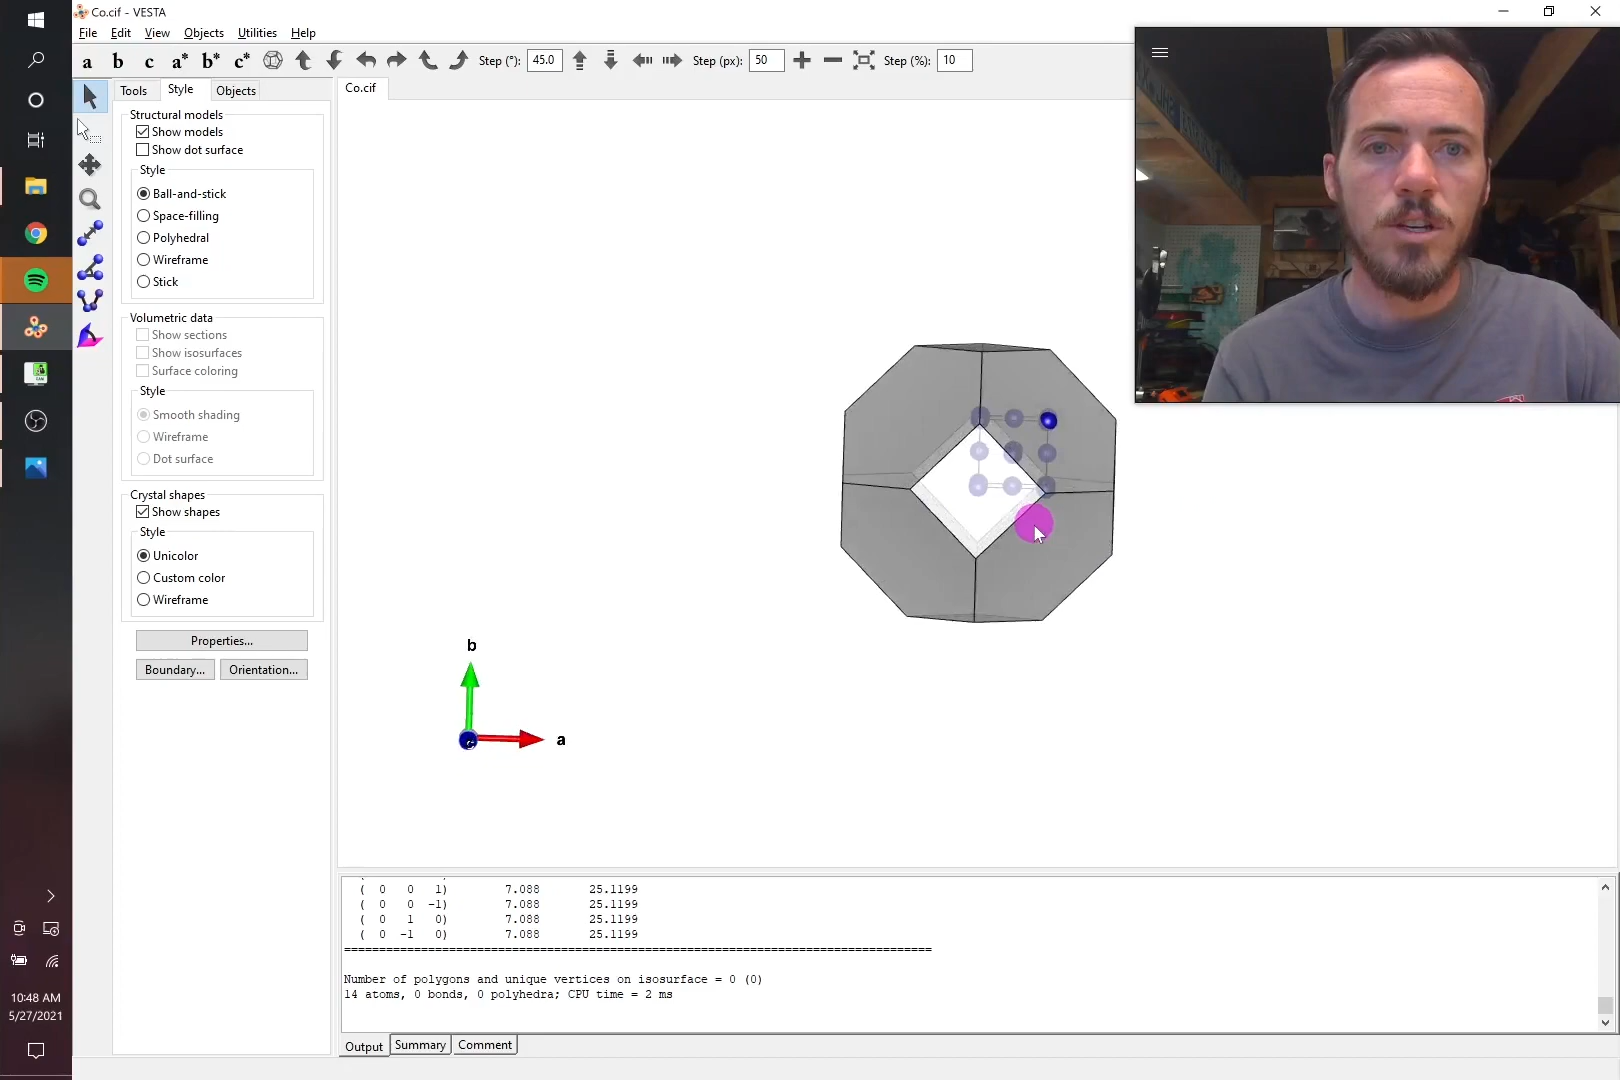 Co.cif - VESTA
File Edit View Objects Utilities Help
a b c a* b* c* Step (°): 45.0 Step (px): 50 Step (%): 10
Tools Style Objects
Co.cif
Structural models
Show models
Show dot surface
Style
Ball-and-stick
Space-filling
Polyhedral
Wireframe
Stick
Volumetric data
Show sections
Show isosurfaces
Surface coloring
Style
Smooth shading
Wireframe
Dot surface
Crystal shapes
Show shapes
Style
Unicolor
Custom color
Wireframe
Properties...
Boundary... Orientation...
b
a
c
( 0 0 1) 7.088 25.1199
( 0 0 -1) 7.088 25.1199
( 0 1 0) 7.088 25.1199
( 0 -1 0) 7.088 25.1199
Number of polygons and unique vertices on isosurface = 0 (0)
14 atoms, 0 bonds, 0 polyhedra; CPU time = 2 ms
Output Summary Comment
10:48 AM
5/27/2021